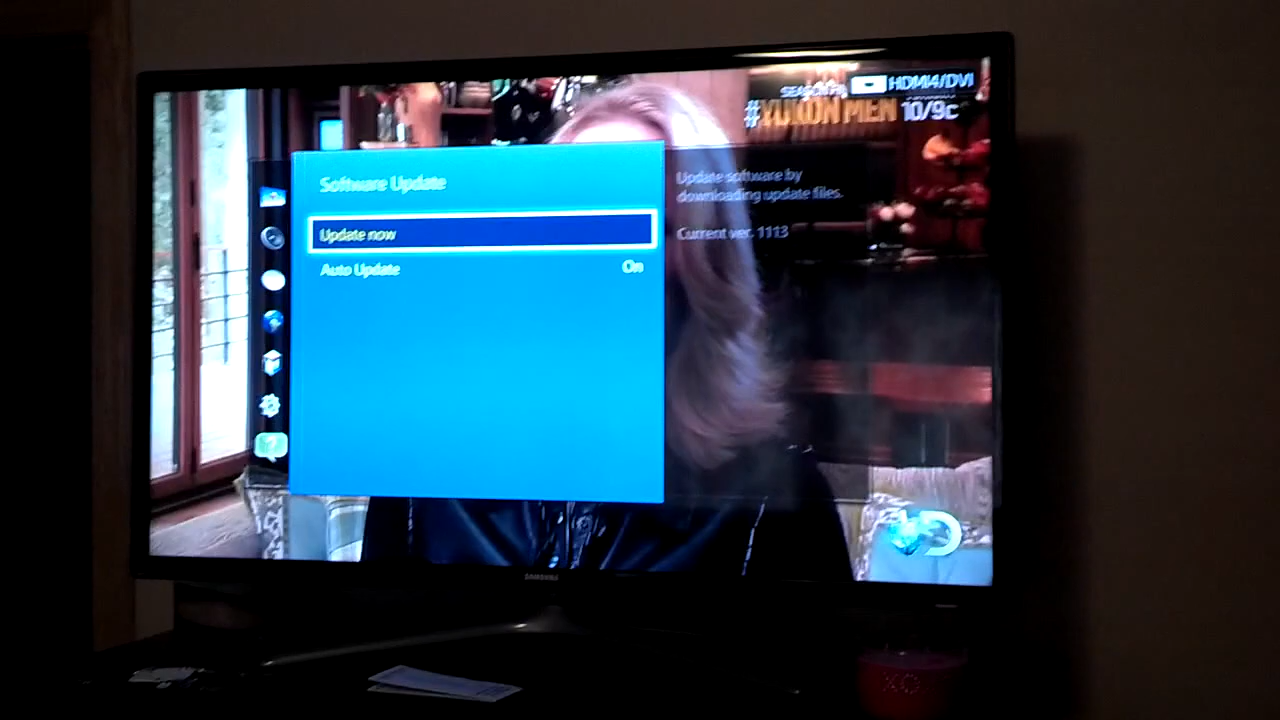 HDMI4/DVI
#YUKON MEN 10/9c
Software Update
Update now
Auto Update On
Update software by
downloading update files.
Current ver. 1113
SAMSUNG
XO